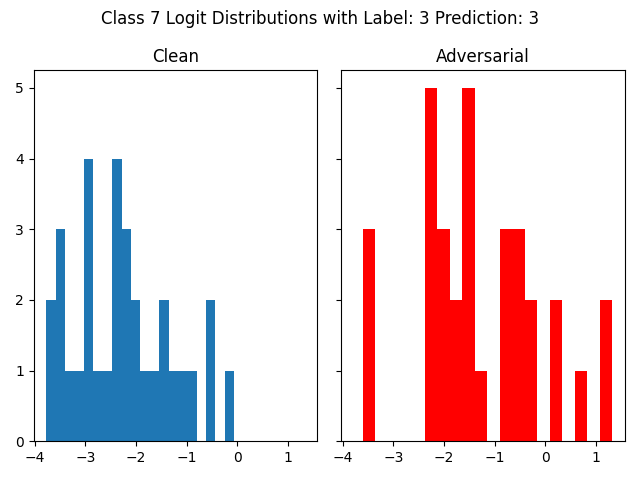 Class 7 Logit Distributions with Label: 3 Prediction: 3
Clean
Adversarial
5
4
3
2
1
0
−4 −3 −2 −1 0 1
−4 −3 −2 −1 0 1